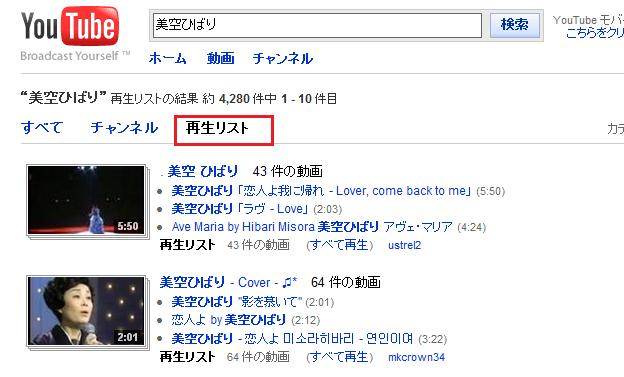 YouTube
Broadcast Yourself ™
美空ひばり
検索
YouTube モバ
こちらをクリ
ホーム 動画 チャンネル
“美空ひばり” 再生リストの結果 約 4,280 件中 1 - 10 件目
すべて チャンネル 再生リスト
カテ
. 美空 ひばり 43 件の動画
美空ひばり 「恋人よ我に帰れ - Lover, come back to me」 (5:50)
美空ひばり 「ラヴ - Love」 (2:03)
Ave Maria by Hibari Misora 美空ひばり アヴェ・マリア (4:24)
5:50
再生リスト 43 件の動画 (すべて再生) ustrel2
美空ひばり - Cover - ♫* 64 件の動画
美空ひばり "影を慕いて" (2:01)
恋人よ by 美空ひばり (2:12)
美空ひばり - 恋人よ 미소라히바리 - 연인이여 (3:22)
2:01
再生リスト 64 件の動画 (すべて再生) mkcrown34